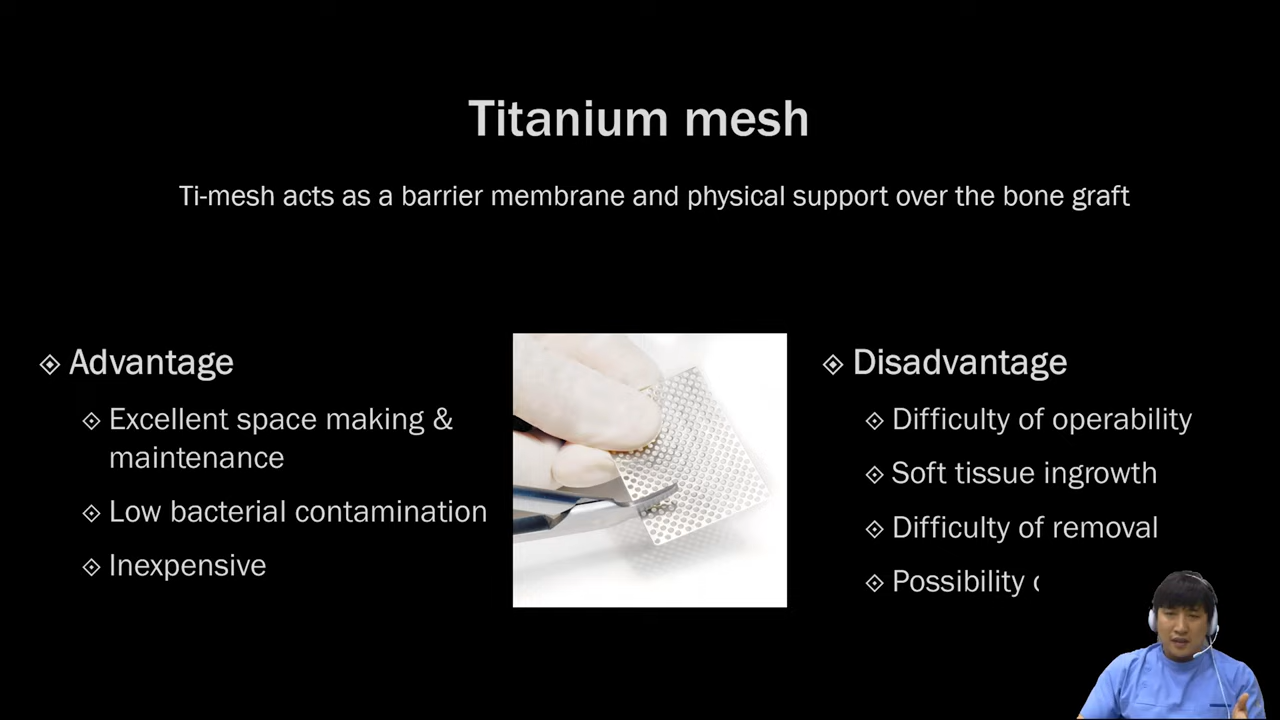 Titanium mesh
Ti-mesh acts as a barrier membrane and physical support over the bone graft
Advantage
Excellent space making &
maintenance
Low bacterial contamination
Inexpensive
Disadvantage
Difficulty of operability
Soft tissue ingrowth
Difficulty of removal
Possibility